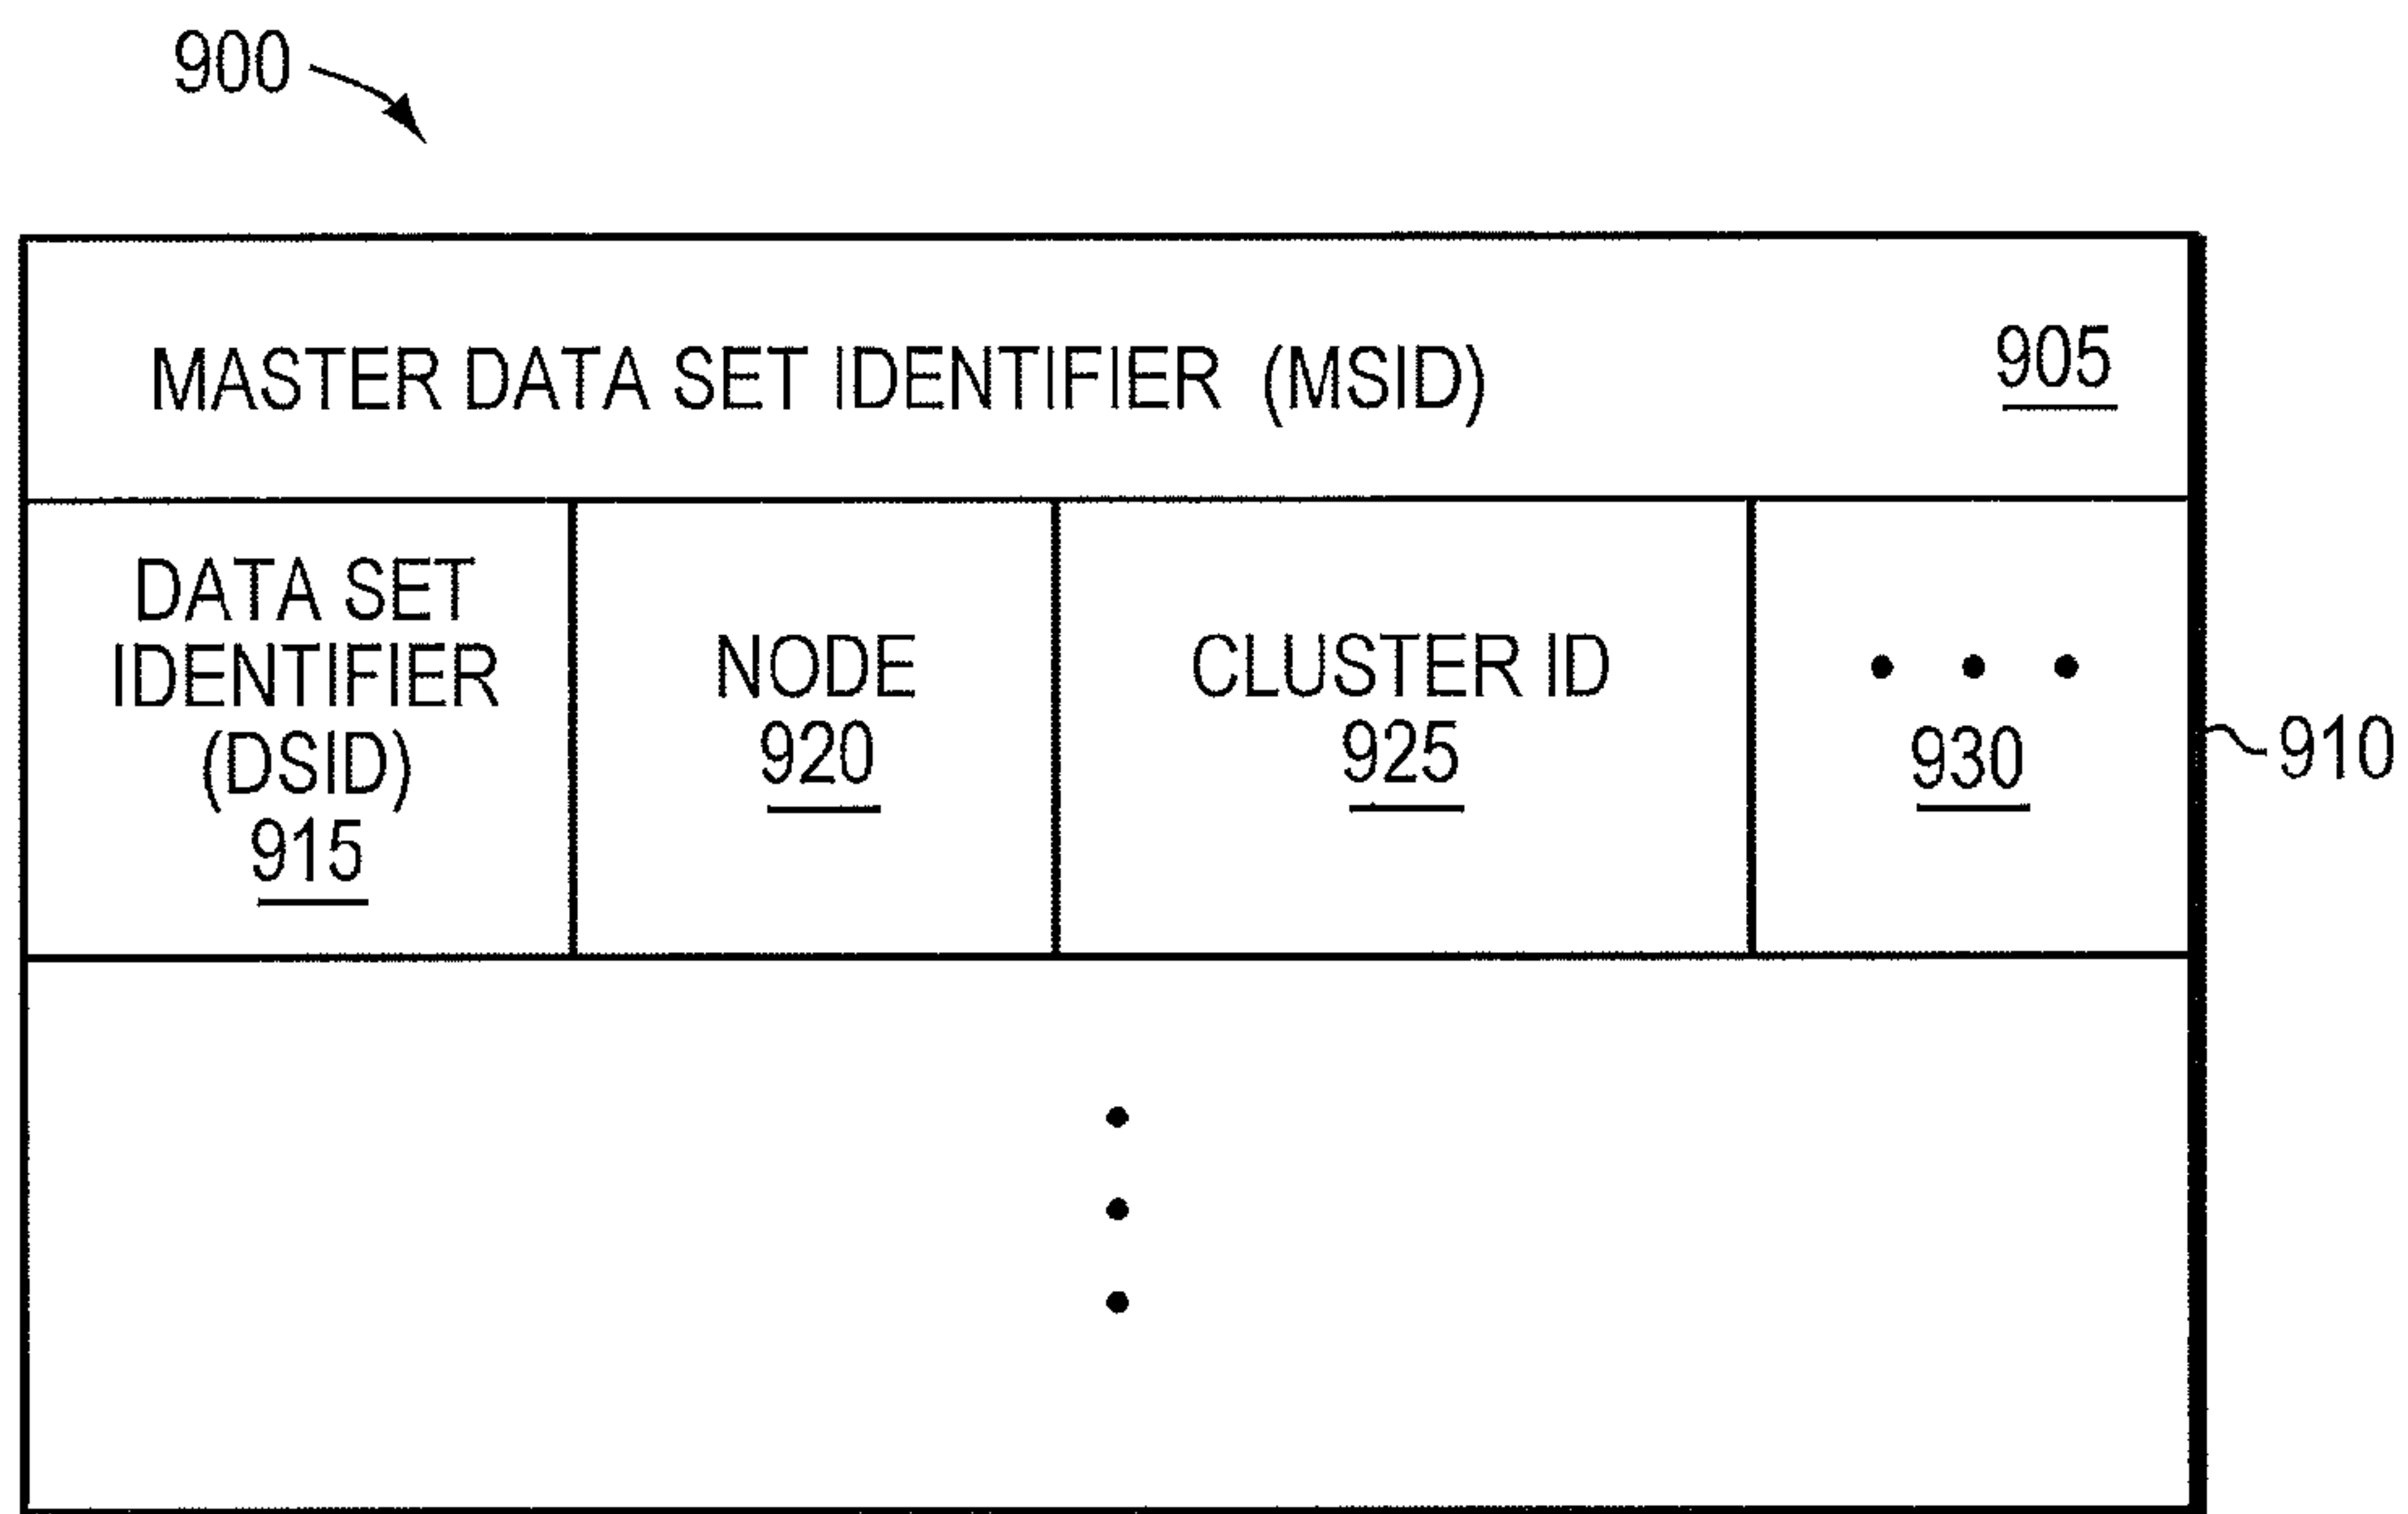 900
MASTER DATA SET IDENTIFIER (MSID) 905
DATA SET
IDENTIFIER
(DSID)
915
NODE
920
CLUSTER ID
925
• • •
930
910